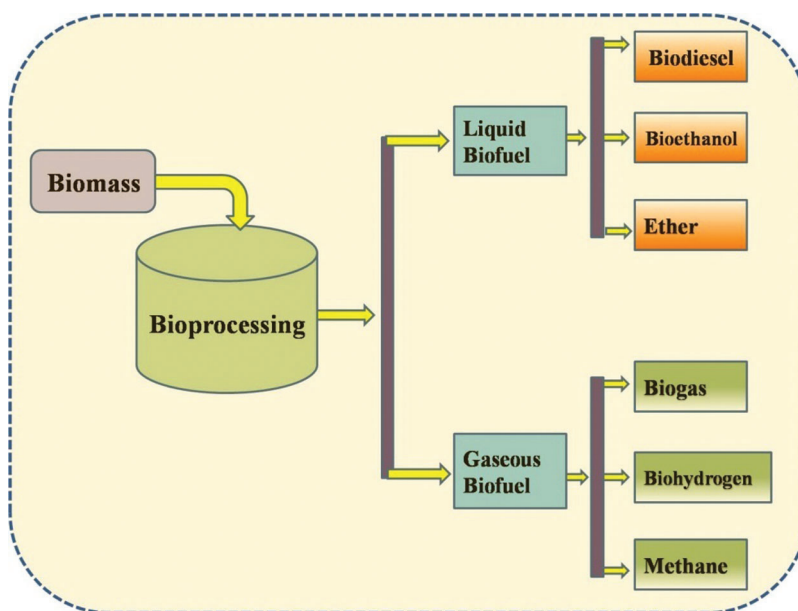 Biomass
Bioprocessing
Liquid
Biofuel
Biodiesel
Bioethanol
Ether
Gaseous
Biofuel
Biogas
Biohydrogen
Methane